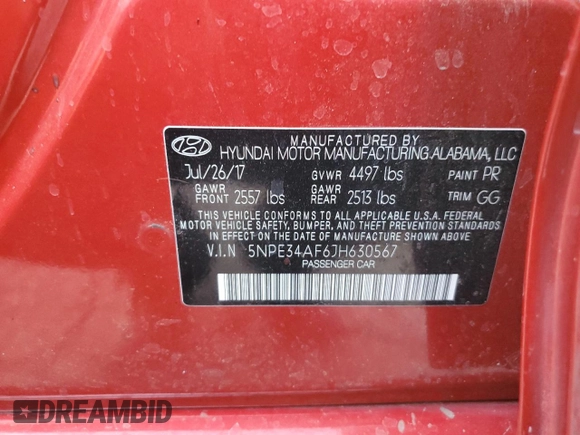 MANUFACTURED BY
HYUNDAI MOTOR MANUFACTURING ALABAMA, LLC
Jul/26/17 GVWR 4497 lbs PAINT PR
GAWR FRONT 2557 lbs GAWR REAR 2513 lbs TRIM GG
THIS VEHICLE CONFORMS TO ALL APPLICABLE U.S.A. FEDERAL
MOTOR VEHICLE SAFETY, BUMPER, AND THEFT PREVENTION STANDARDS
IN EFFECT ON THE DATE OF MANUFACTURE SHOWN ABOVE.
V.I.N 5NPE34AF6JH630567
PASSENGER CAR
DREAMBID